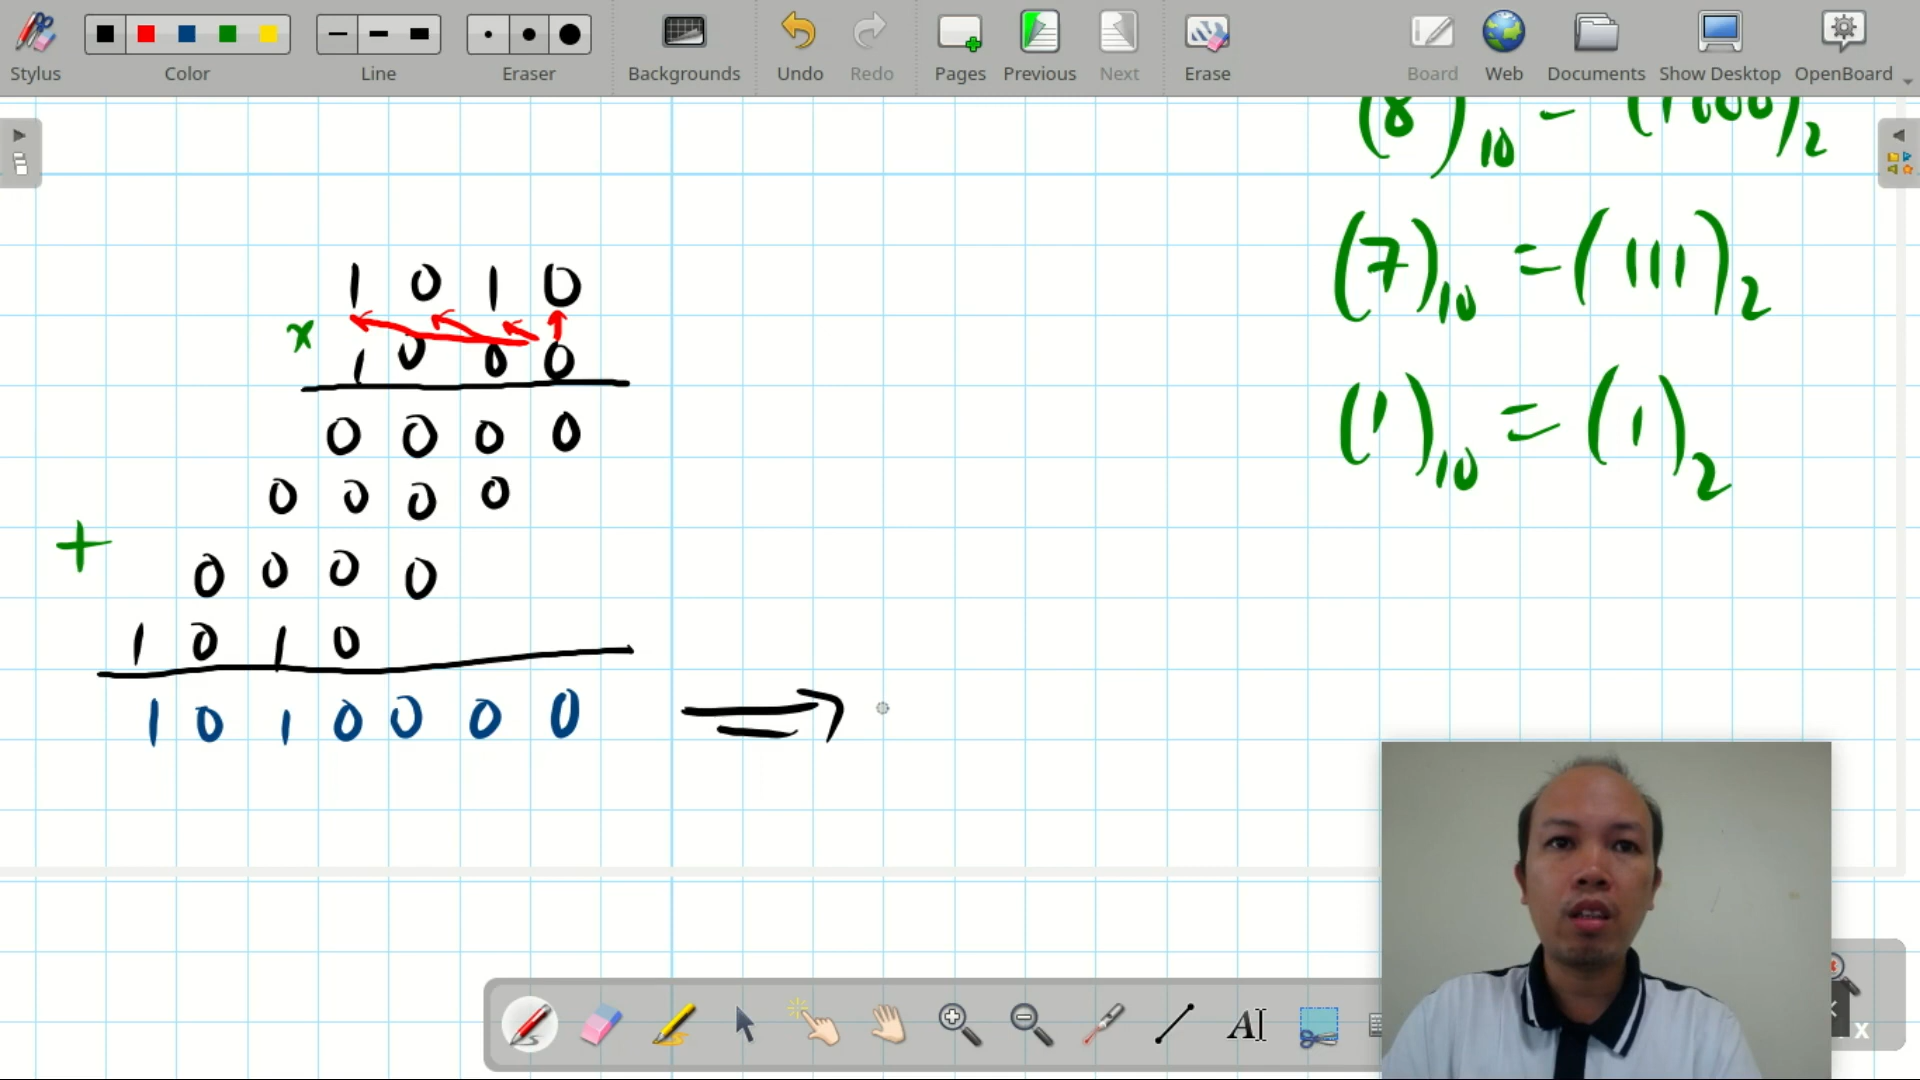 Stylus Color Line Eraser Backgrounds Undo Redo Pages Previous Next Erase Board Web Documents Show Desktop OpenBoard
(8)₁₀ = (1000)₂
(7)₁₀ = (111)₂
(1)₁₀ = (1)₂
1 0 1 0
x 1 0 0 0
0 0 0 0
0 0 0 0
+
0 0 0 0
1 0 1 0
1 0 1 0 0 0 0 ⇒